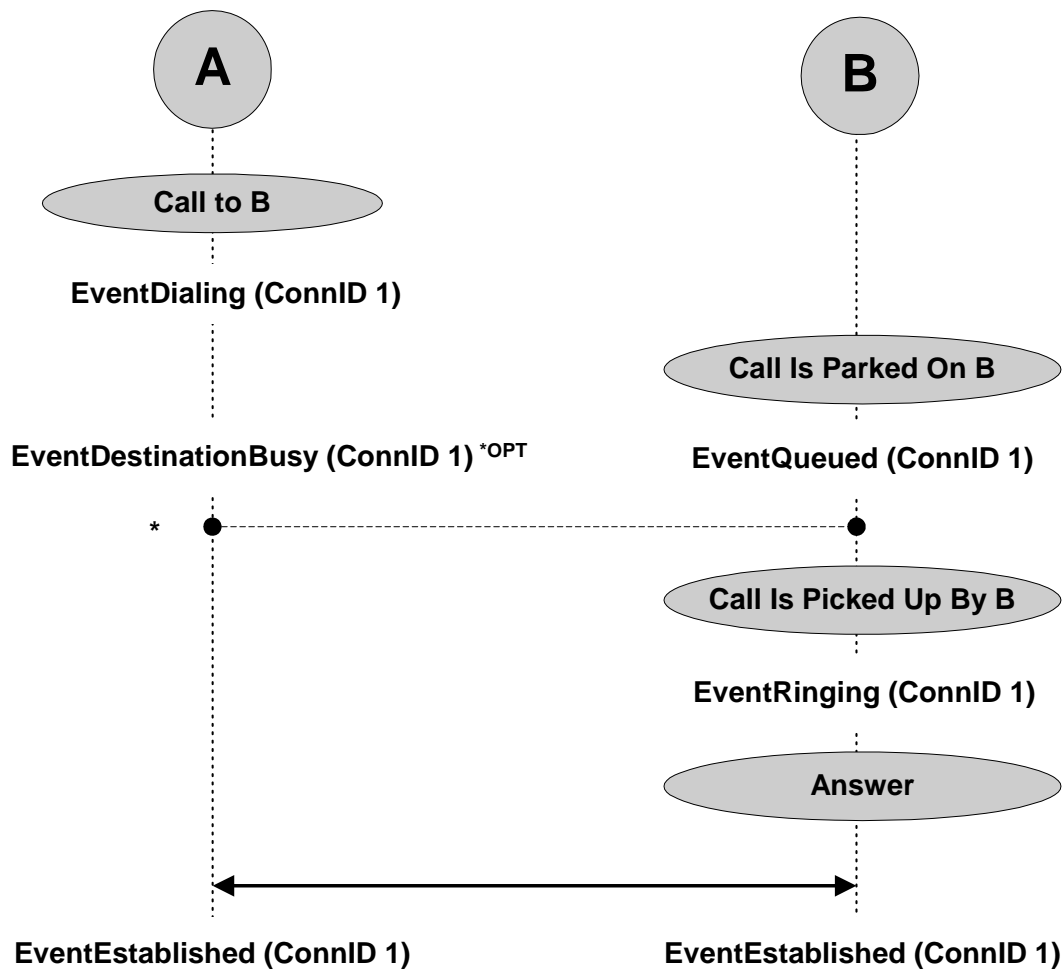 A
B
Call to B
EventDialing (ConnID 1)
Call Is Parked On B
EventDestinationBusy (ConnID 1) *OPT
EventQueued (ConnID 1)
*
Call Is Picked Up By B
EventRinging (ConnID 1)
Answer
EventEstablished (ConnID 1)
EventEstablished (ConnID 1)